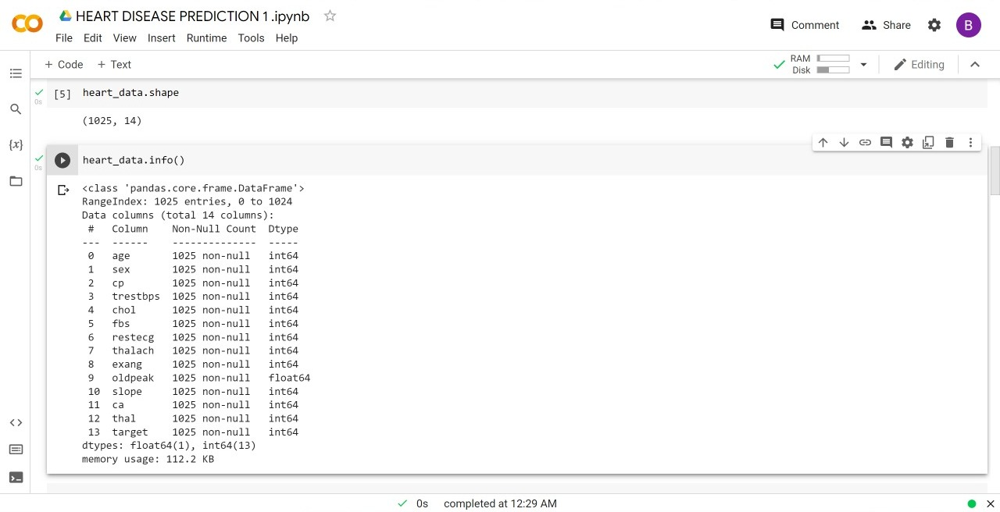 HEART DISEASE PREDICTION 1 .ipynb
File Edit View Insert Runtime Tools Help
Comment Share B
+ Code + Text
RAM
Disk
Editing
0s [5] heart_data.shape
(1025, 14)
{x}
0s heart_data.info()
<class 'pandas.core.frame.DataFrame'>
RangeIndex: 1025 entries, 0 to 1024
Data columns (total 14 columns):
 #   Column    Non-Null Count  Dtype
---  ------    --------------  -----
 0   age       1025 non-null   int64
 1   sex       1025 non-null   int64
 2   cp        1025 non-null   int64
 3   trestbps  1025 non-null   int64
 4   chol      1025 non-null   int64
 5   fbs       1025 non-null   int64
 6   restecg   1025 non-null   int64
 7   thalach   1025 non-null   int64
 8   exang     1025 non-null   int64
 9   oldpeak   1025 non-null   float64
 10  slope     1025 non-null   int64
 11  ca        1025 non-null   int64
 12  thal      1025 non-null   int64
 13  target    1025 non-null   int64
dtypes: float64(1), int64(13)
memory usage: 112.2 KB
0s completed at 12:29 AM